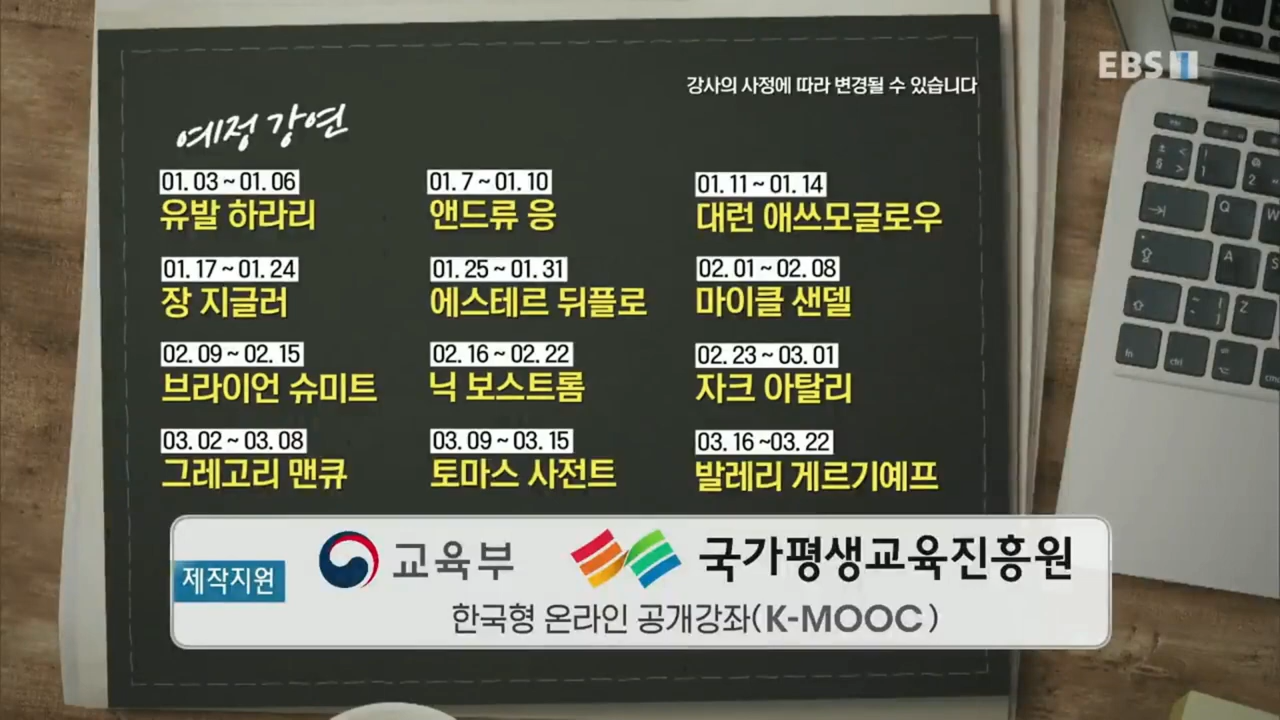 EBS1
강사의 사정에 따라 변경될 수 있습니다
예정 강연
01. 03 ~ 01. 06
유발 하라리
01. 7 ~ 01. 10
앤드류 응
01. 11 ~ 01. 14
대런 애쓰모글로우
01. 17 ~ 01. 24
장 지글러
01. 25 ~ 01. 31
에스테르 뒤플로
02. 01 ~ 02. 08
마이클 샌델
02. 09 ~ 02. 15
브라이언 슈미트
02. 16 ~ 02. 22
닉 보스트롬
02. 23 ~ 03. 01
자크 아탈리
03. 02 ~ 03. 08
그레고리 맨큐
03. 09 ~ 03. 15
토마스 사전트
03. 16 ~03. 22
발레리 게르기예프
제작지원
교육부
국가평생교육진흥원
한국형 온라인 공개강좌(K-MOOC)